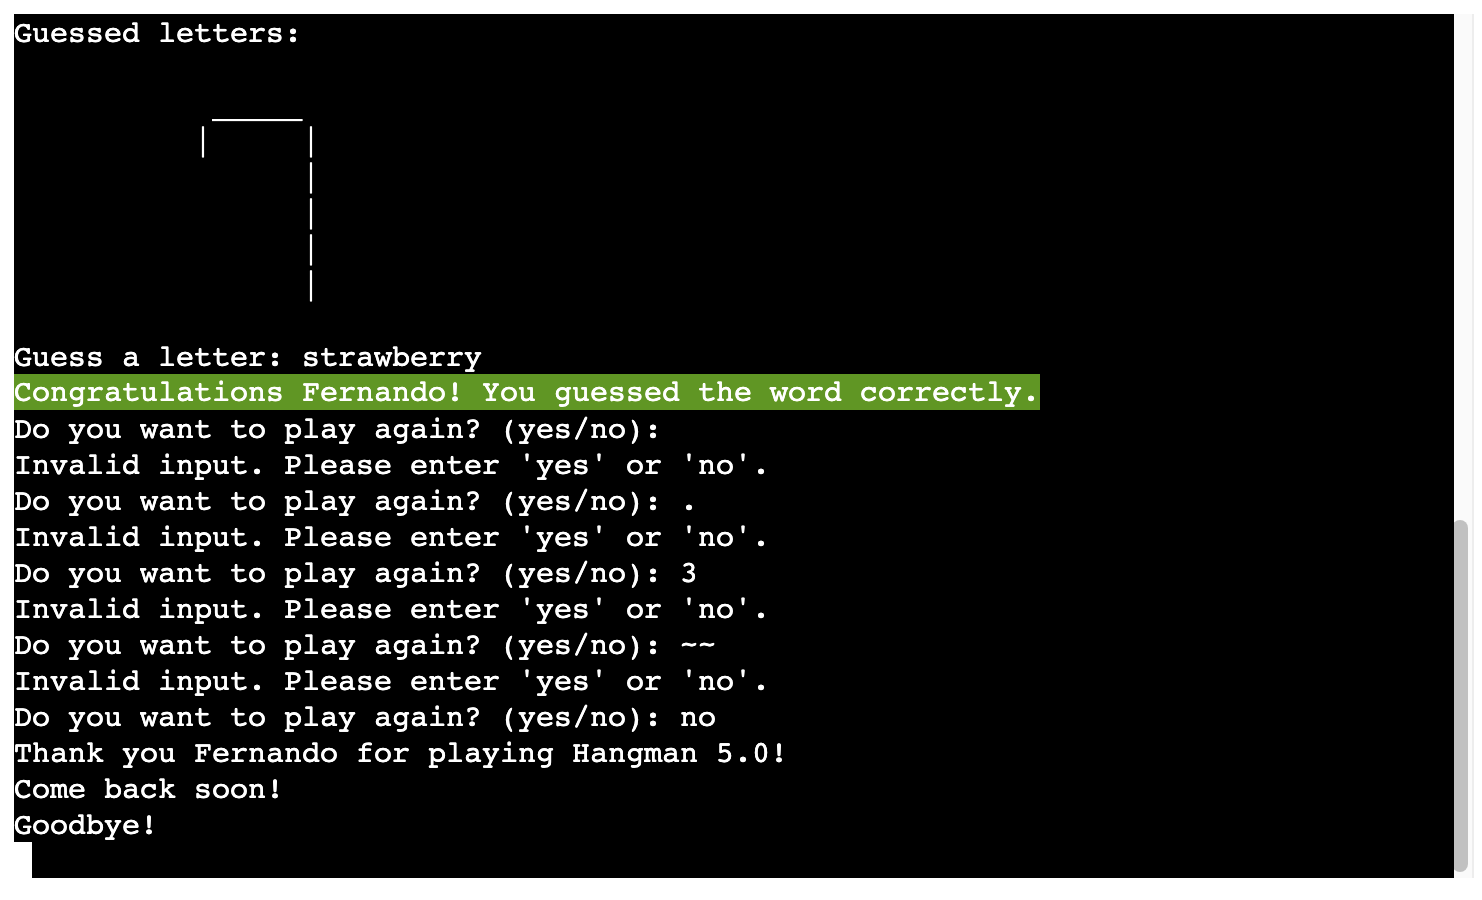 Guessed letters:
Guess a letter: strawberry
Congratulations Fernando! You guessed the word correctly.
Do you want to play again? (yes/no):
Invalid input. Please enter 'yes' or 'no'.
Do you want to play again? (yes/no): .
Invalid input. Please enter 'yes' or 'no'.
Do you want to play again? (yes/no): 3
Invalid input. Please enter 'yes' or 'no'.
Do you want to play again? (yes/no): ~~
Invalid input. Please enter 'yes' or 'no'.
Do you want to play again? (yes/no): no
Thank you Fernando for playing Hangman 5.0!
Come back soon!
Goodbye!